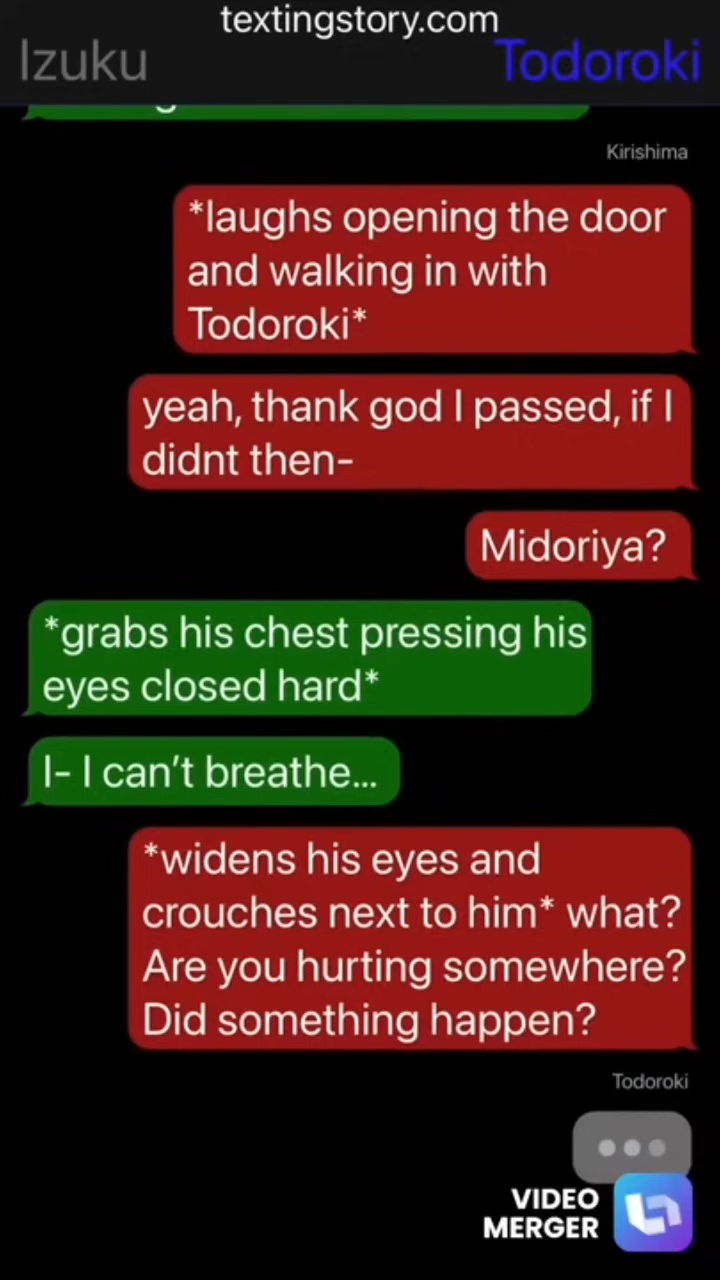 textingstory.com
Izuku
Todoroki
Kirishima
*laughs opening the door
and walking in with
Todoroki*
yeah, thank god I passed, if I
didnt then-
Midoriya?
*grabs his chest pressing his
eyes closed hard*
I- I can't breathe...
*widens his eyes and
crouches next to him* what?
Are you hurting somewhere?
Did something happen?
Todoroki
VIDEO
MERGER